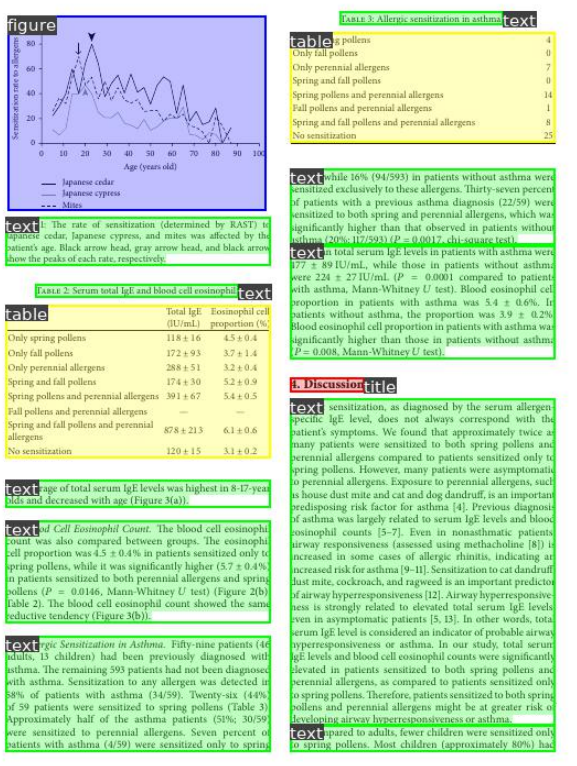 figure
Sensitization rate to allergens
80
60
40
20
0
0 10 20 30 40 50 60 70 80 90 100
Age (years old)
Japanese cedar
Japanese cypress
Mites
text 1: The rate of sensitization (determined by RAST) to
Japanese cedar, Japanese cypress, and mites was affected by the
patient's age. Black arrow head, gray arrow head, and black arrow
show the peaks of each rate, respectively.
Table 2: Serum total IgE and blood cell eosinophil text
table
Total IgE Eosinophil cell
(IU/mL) proportion (%)
Only spring pollens 118 ± 16 4.5 ± 0.4
Only fall pollens 172 ± 93 3.7 ± 1.4
Only perennial allergens 288 ± 51 3.2 ± 0.4
Spring and fall pollens 174 ± 30 5.2 ± 0.9
Spring pollens and perennial allergens 391 ± 67 5.4 ± 0.5
Fall pollens and perennial allergens — —
Spring and fall pollens and perennial
allergens 878 ± 213 6.1 ± 0.6
No sensitization 120 ± 15 3.1 ± 0.2
text rage of total serum IgE levels was highest in 8-17-year
olds and decreased with age (Figure 3(a)).
text od Cell Eosinophil Count. The blood cell eosinophil
count was also compared between groups. The eosinophil
cell proportion was 4.5 ± 0.4% in patients sensitized only to
spring pollens, while it was significantly higher (5.7 ± 0.4%)
in patients sensitized to both perennial allergens and spring
pollens (P = 0.0146, Mann-Whitney U test) (Figure 2(b),
Table 2). The blood cell eosinophil count showed the same
reductive tendency (Figure 3(b)).
text ergic Sensitization in Asthma. Fifty-nine patients (46
adults, 13 children) had been previously diagnosed with
asthma. The remaining 593 patients had not been diagnosed
with asthma. Sensitization to any allergen was detected in
58% of patients with asthma (34/59). Twenty-six (44%)
of 59 patients were sensitized to spring pollens (Table 3).
Approximately half of the asthma patients (51%; 30/59)
were sensitized to perennial allergens. Seven percent of
patients with asthma (4/59) were sensitized only to spring
Table 3: Allergic sensitization in asthma text
table g pollens 4
Only fall pollens 0
Only perennial allergens 7
Spring and fall pollens 0
Spring pollens and perennial allergens 14
Fall pollens and perennial allergens 1
Spring and fall pollens and perennial allergens 8
No sensitization 25
text while 16% (94/593) in patients without asthma were
sensitized exclusively to these allergens. Thirty-seven percent
of patients with a previous asthma diagnosis (22/59) were
sensitized to both spring and perennial allergens, which was
significantly higher than that observed in patients without
asthma (20%; 117/593) (P = 0.0017, chi-square test).
text n total serum IgE levels in patients with asthma were
477 ± 89 IU/mL, while those in patients without asthma
were 224 ± 27 IU/mL (P = 0.0001 compared to patients
with asthma, Mann-Whitney U test). Blood eosinophil cell
proportion in patients with asthma was 5.4 ± 0.6%. In
patients without asthma, the proportion was 3.9 ± 0.2%.
Blood eosinophil cell proportion in patients with asthma was
significantly higher than those in patients without asthma
(P = 0.008, Mann-Whitney U test).
4. Discussion title
text sensitization, as diagnosed by the serum allergen-
specific IgE level, does not always correspond with the
patient's symptoms. We found that approximately twice as
many patients were sensitized to both spring pollens and
perennial allergens compared to patients sensitized only to
spring pollens. However, many patients were asymptomatic
to perennial allergens. Exposure to perennial allergens, such
as house dust mite and cat and dog dandruff, is an important
predisposing risk factor for asthma [4]. Previous diagnosis
of asthma was largely related to serum IgE levels and blood
eosinophil counts [5–7]. Even in nonasthmatic patients,
airway responsiveness (assessed using methacholine [8]) is
increased in some cases of allergic rhinitis, indicating an
increased risk for asthma [9–11]. Sensitization to cat dandruff,
dust mite, cockroach, and ragweed is an important predictor
of airway hyperresponsiveness [12]. Airway hyperresponsive-
ness is strongly related to elevated total serum IgE levels,
even in asymptomatic patients [5, 13]. In other words, total
serum IgE level is considered an indicator of probable airway
hyperresponsiveness or asthma. In our study, total serum
IgE levels and blood cell eosinophil counts were significantly
elevated in patients sensitized to both spring pollens and
perennial allergens, as compared to patients sensitized only
to spring pollens. Therefore, patients sensitized to both spring
pollens and perennial allergens might be at greater risk of
developing airway hyperresponsiveness or asthma.
text npared to adults, fewer children were sensitized only
to spring pollens. Most children (approximately 80%) had